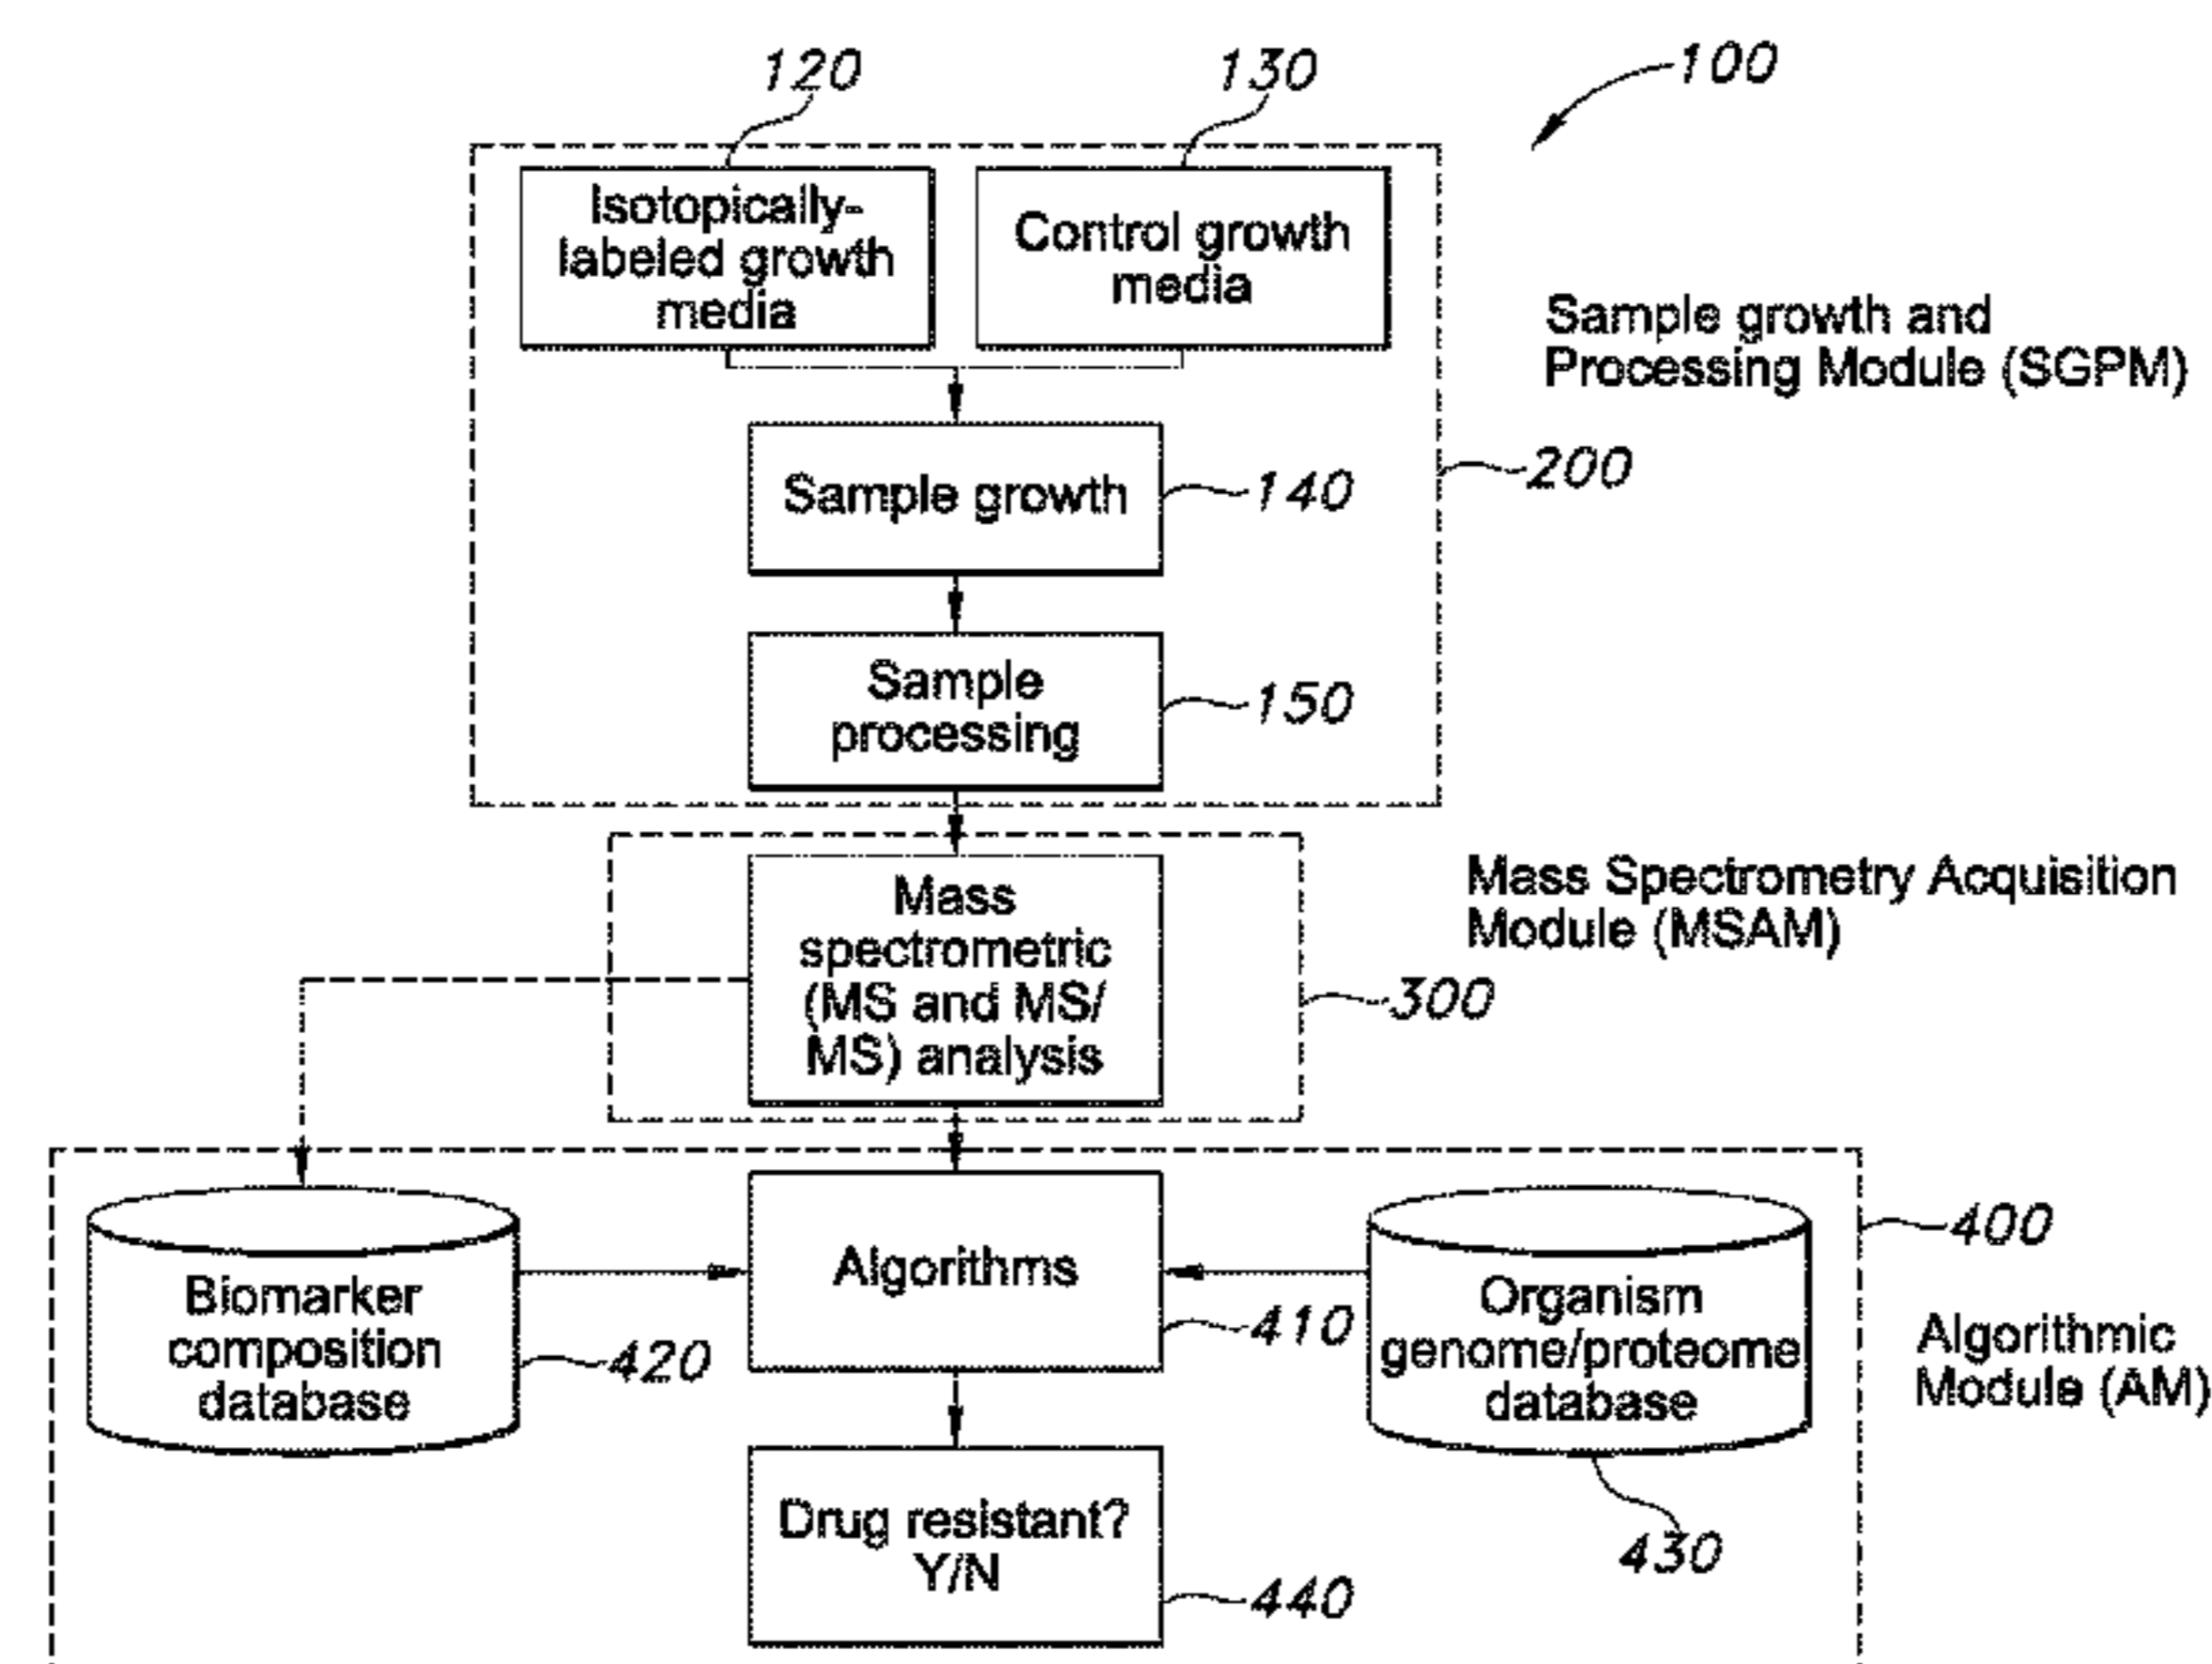 120
130
100
Isotopically-
labeled growth
media
Control growth
media
Sample growth and
Processing Module (SGPM)
200
Sample growth
140
Sample
processing
150
Mass Spectrometry Acquisition
Module (MSAM)
Mass
spectrometric
(MS and MS/
MS) analysis
300
Biomarker
composition
database
420
Algorithms
410
Organism
genome/proteome
database
430
400
Algorithmic
Module (AM)
Drug resistant?
Y/N
440